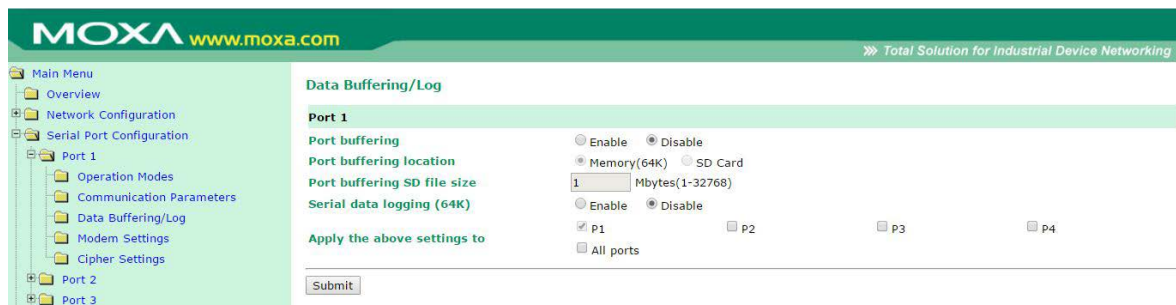 MOXA www.moxa.com
Total Solution for Industrial Device Networking
Main Menu
Overview
Network Configuration
Serial Port Configuration
Port 1
Operation Modes
Communication Parameters
Data Buffering/Log
Modem Settings
Cipher Settings
Port 2
Port 3
Data Buffering/Log
Port 1
Port buffering Enable Disable
Port buffering location Memory(64K) SD Card
Port buffering SD file size 1 Mbytes(1-32768)
Serial data logging (64K) Enable Disable
Apply the above settings to P1 P2 P3 P4
All ports
Submit